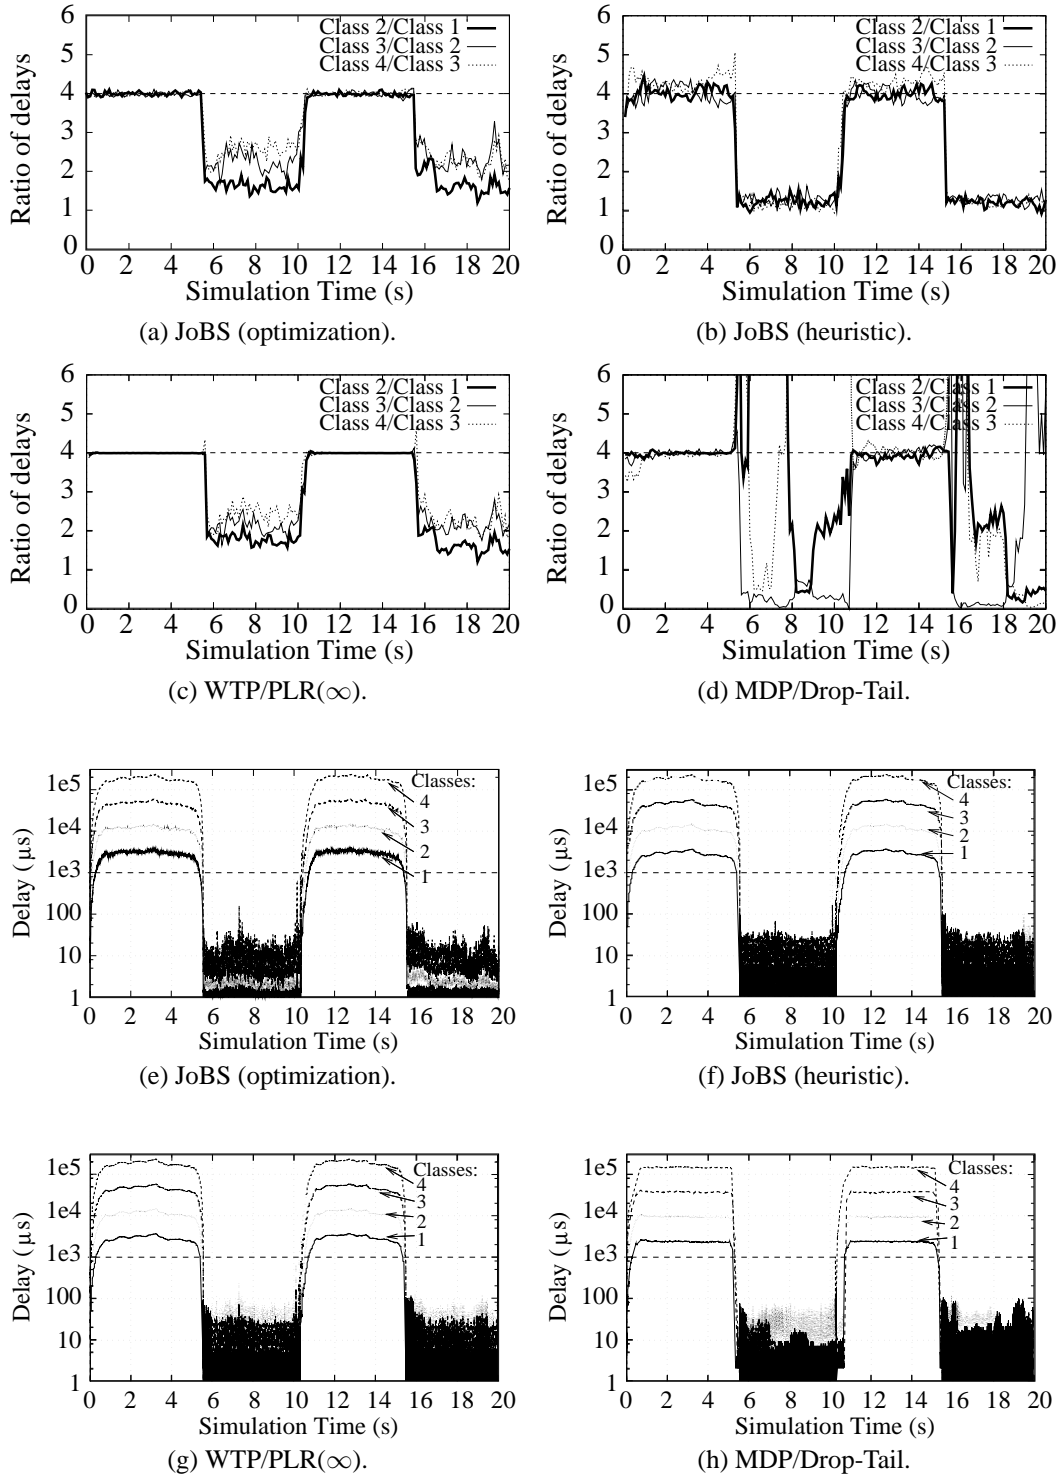 6
5
4
3
2
1
0
Ratio of delays
Class 2/Class 1
Class 3/Class 2
Class 4/Class 3
0 2 4 6 8 10 12 14 16 18 20
Simulation Time (s)
(a) JoBS (optimization).
6
5
4
3
2
1
0
Ratio of delays
Class 2/Class 1
Class 3/Class 2
Class 4/Class 3
0 2 4 6 8 10 12 14 16 18 20
Simulation Time (s)
(b) JoBS (heuristic).
6
5
4
3
2
1
0
Ratio of delays
Class 2/Class 1
Class 3/Class 2
Class 4/Class 3
0 2 4 6 8 10 12 14 16 18 20
Simulation Time (s)
(c) WTP/PLR(∞).
6
5
4
3
2
1
0
Ratio of delays
Class 2/Class 1
Class 3/Class 2
Class 4/Class 3
0 2 4 6 8 10 12 14 16 18 20
Simulation Time (s)
(d) MDP/Drop-Tail.
1e5
1e4
1e3
100
10
1
Delay (μs)
Classes:
4
3
2
1
0 2 4 6 8 10 12 14 16 18 20
Simulation Time (s)
(e) JoBS (optimization).
1e5
1e4
1e3
100
10
1
Delay (μs)
Classes:
4
3
2
1
0 2 4 6 8 10 12 14 16 18 20
Simulation Time (s)
(f) JoBS (heuristic).
1e5
1e4
1e3
100
10
1
Delay (μs)
Classes:
4
3
2
1
0 2 4 6 8 10 12 14 16 18 20
Simulation Time (s)
(g) WTP/PLR(∞).
1e5
1e4
1e3
100
10
1
Delay (μs)
Classes:
4
3
2
1
0 2 4 6 8 10 12 14 16 18 20
Simulation Time (s)
(h) MDP/Drop-Tail.